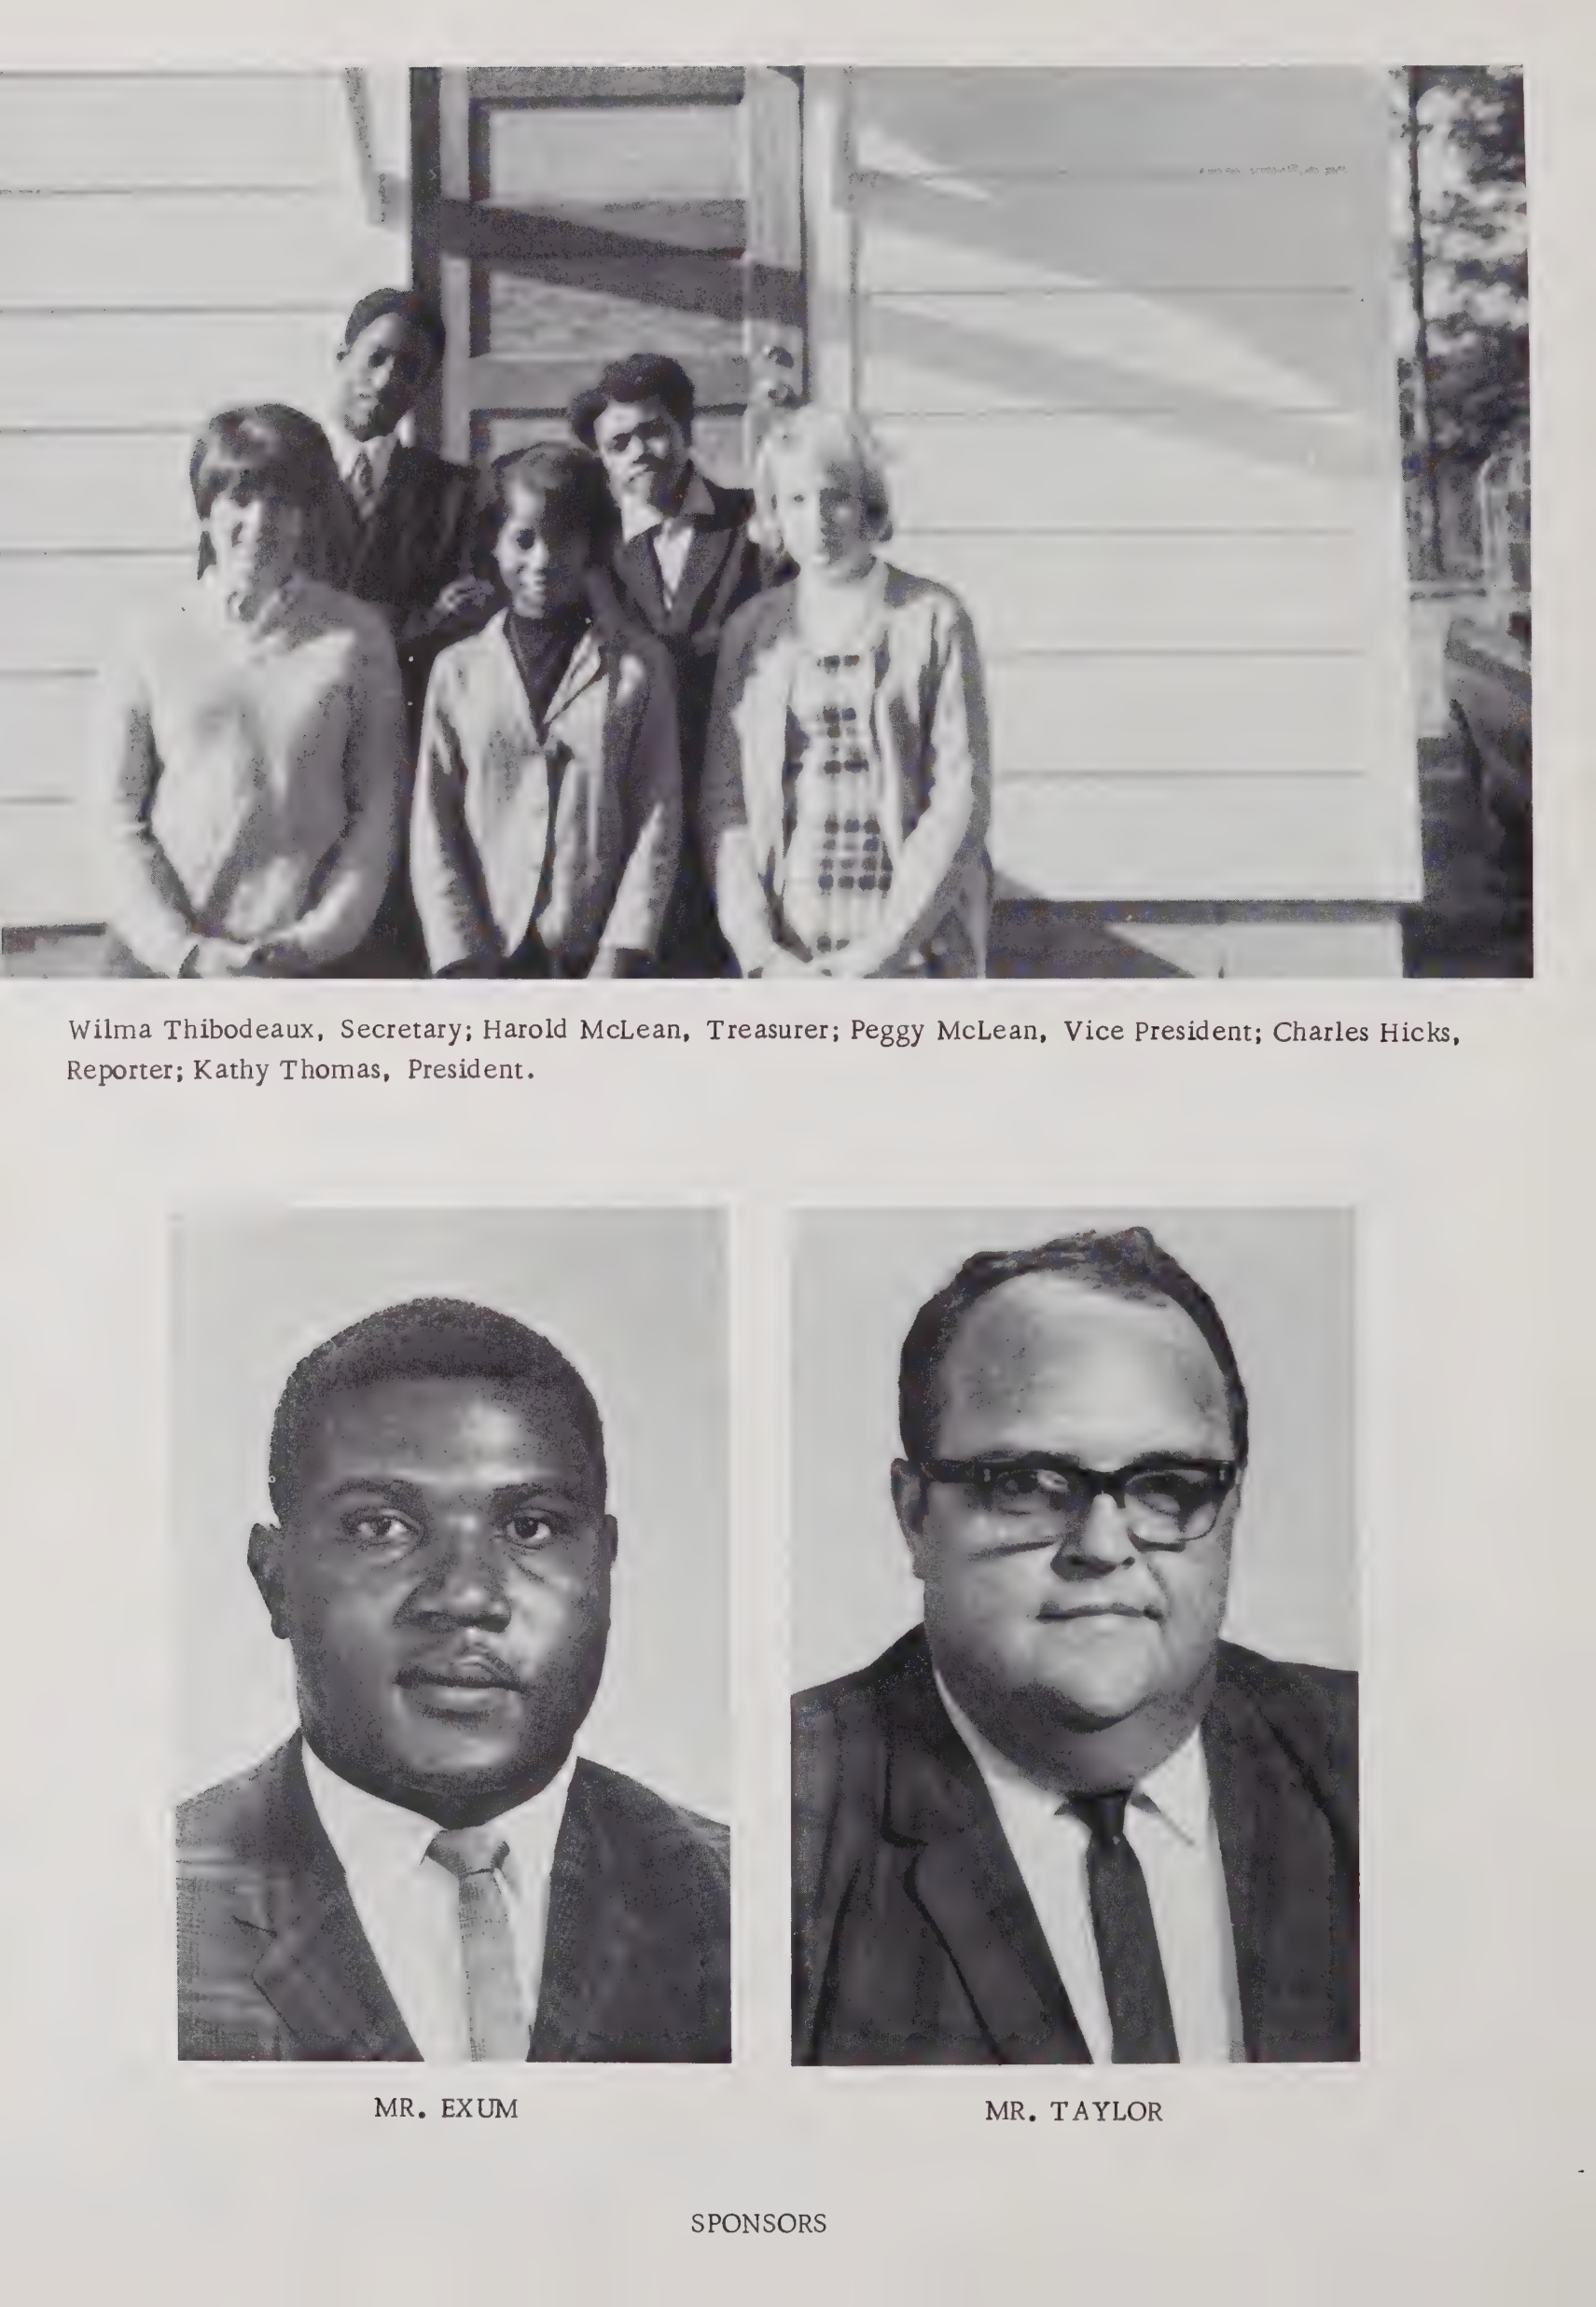 Wilma Thibodeaux, Secretary; Harold McLean, Treasurer; Peggy McLean, Vice President; Charles Hicks,
Reporter; Kathy Thomas, President.
MR. EXUM
MR. TAYLOR
SPONSORS